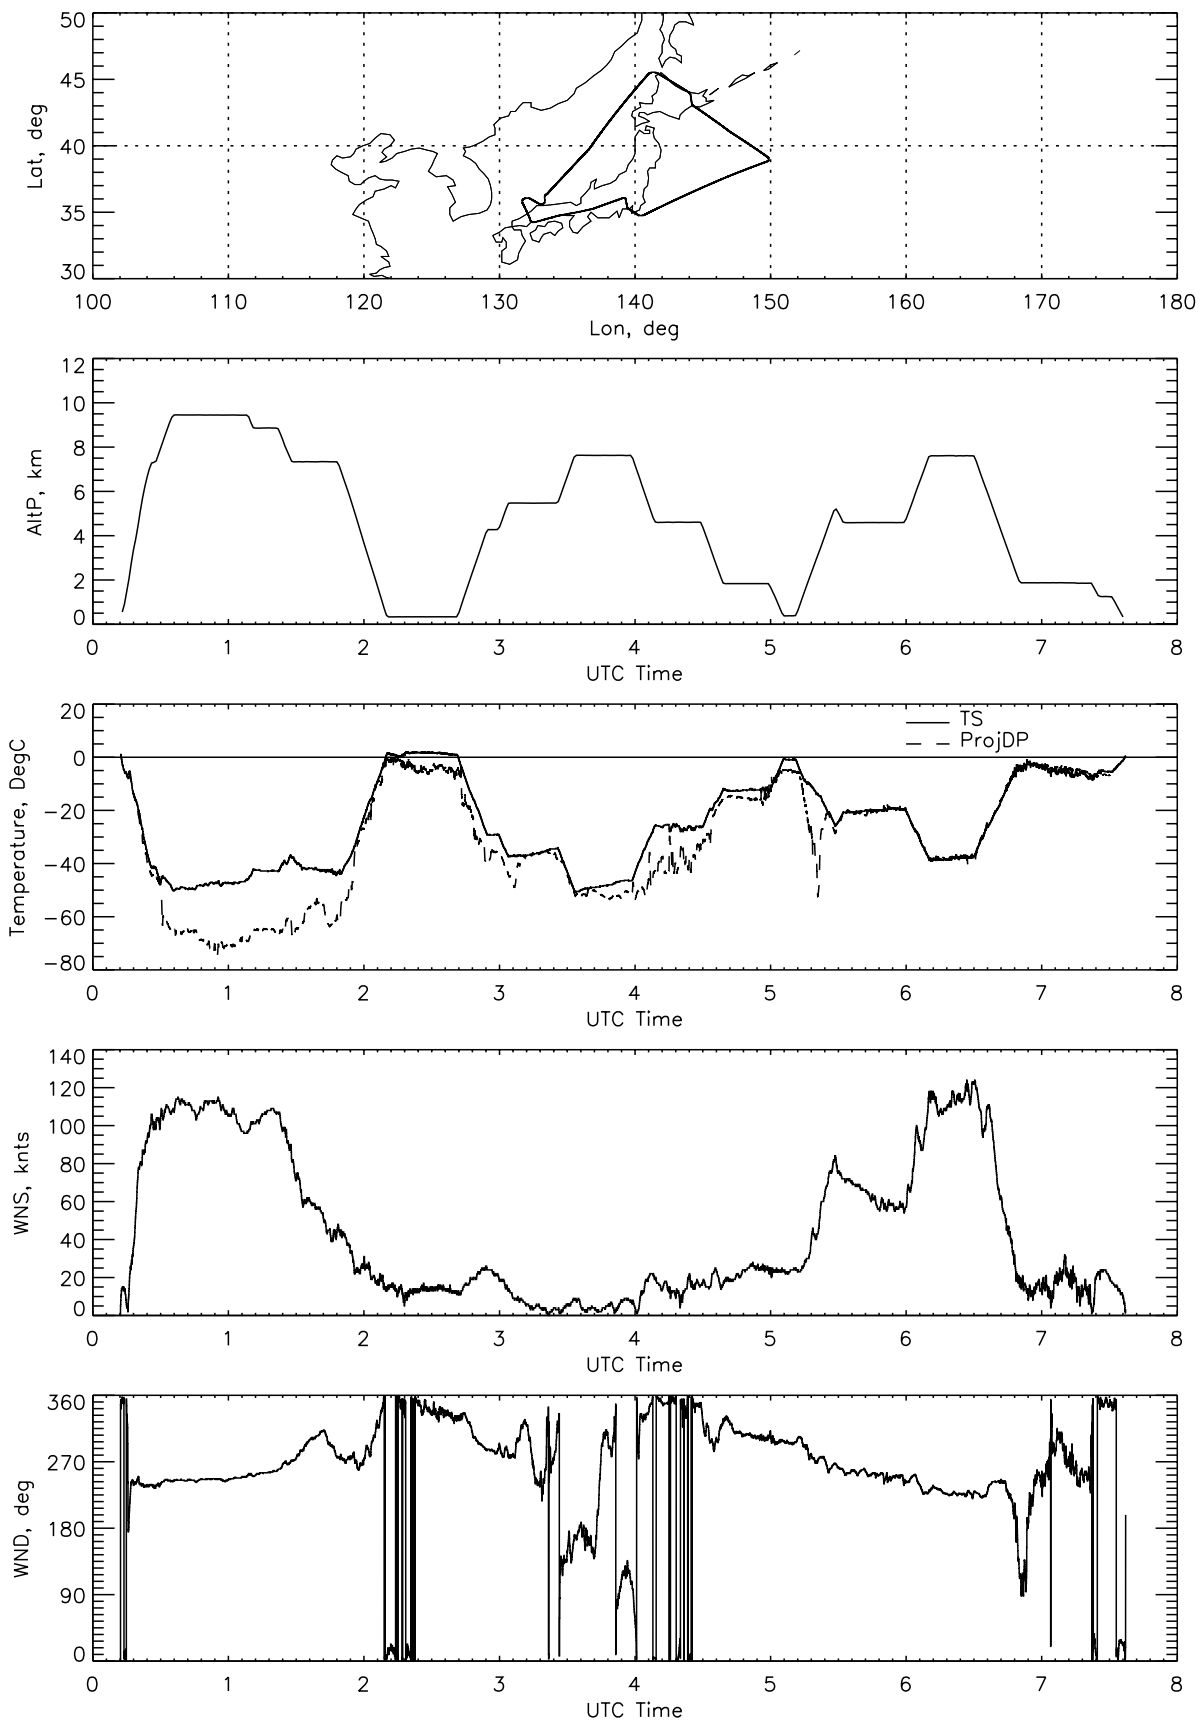 50
45
40
35
30
Lat, deg
100 110 120 130 140 150 160 170 180
Lon, deg
12
10
8
6
4
2
0
AltP, km
0 1 2 3 4 5 6 7 8
UTC Time
20
0
−20
−40
−60
−80
Temperature, DegC
TS
ProjDP
0 1 2 3 4 5 6 7 8
UTC Time
140
120
100
80
60
40
20
0
WNS, knts
0 1 2 3 4 5 6 7 8
UTC Time
360
270
180
90
0
WND, deg
0 1 2 3 4 5 6 7 8
UTC Time